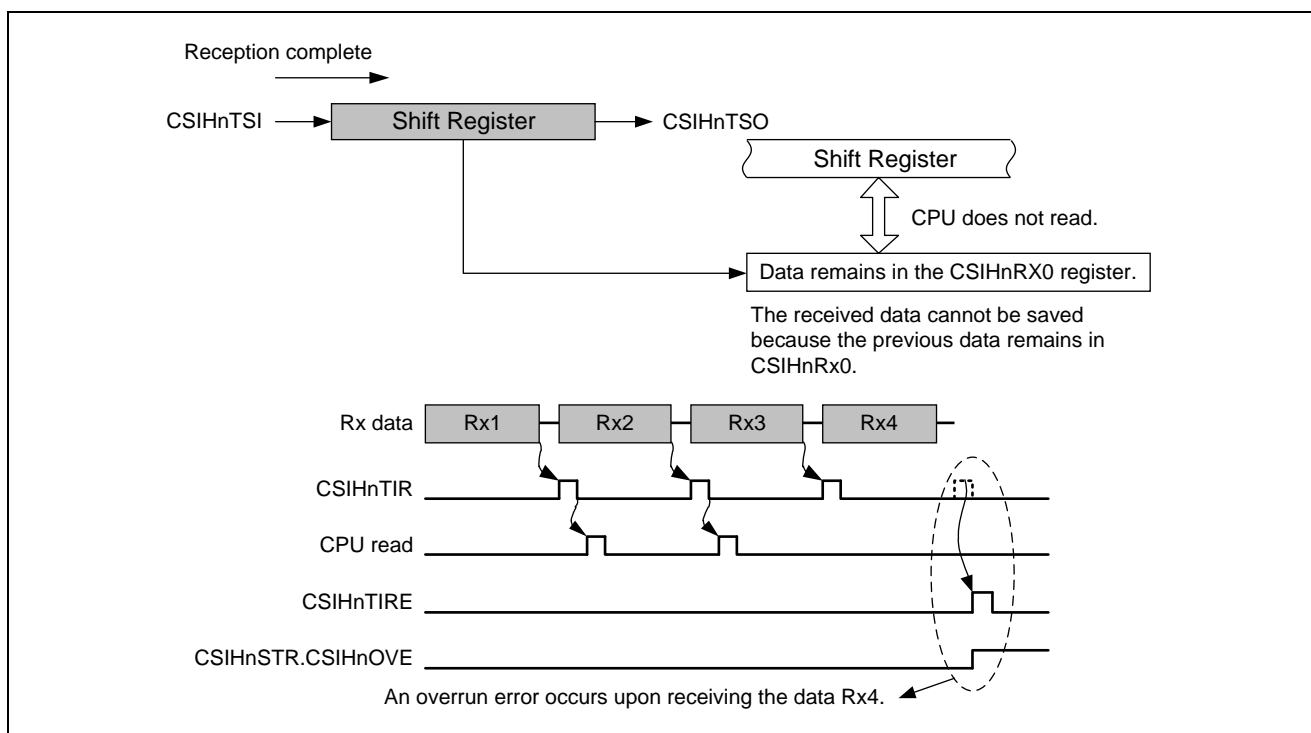 Reception complete
CSIHnTSI
Shift Register
CSIHnTSO
Shift Register
CPU does not read.
Data remains in the CSIHnRX0 register.
The received data cannot be saved
because the previous data remains in
CSIHnRx0.
Rx data
Rx1
Rx2
Rx3
Rx4
CSIHnTIR
CPU read
CSIHnTIRE
CSIHnSTR.CSIHnOVE
An overrun error occurs upon receiving the data Rx4.